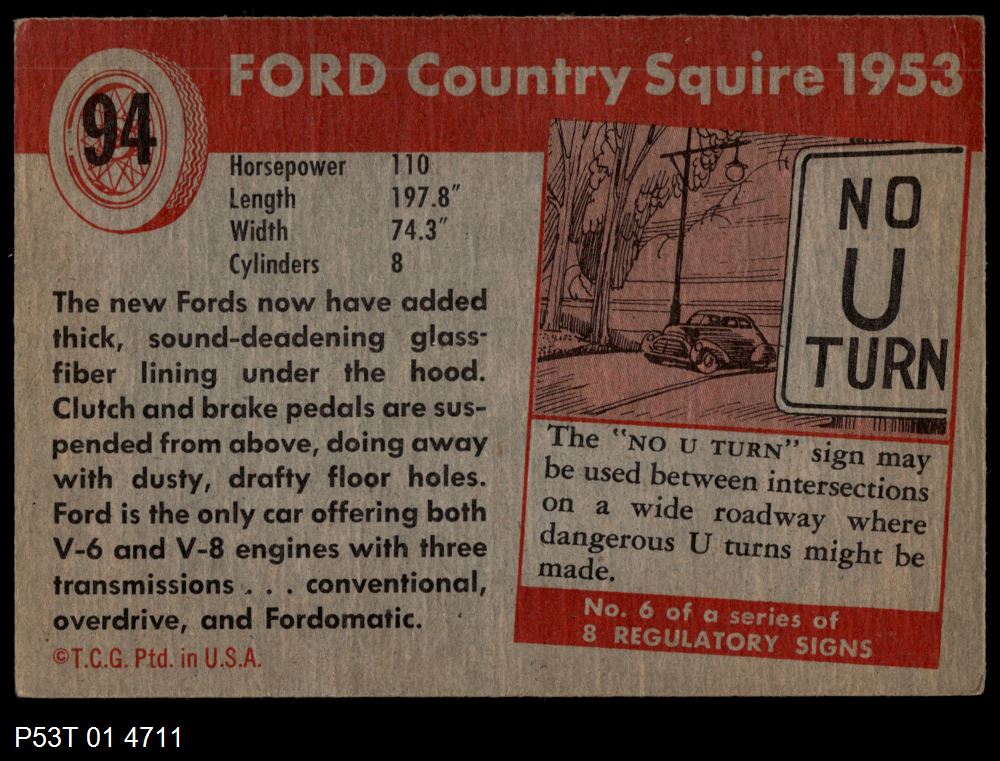 94
FORD Country Squire 1953
Horsepower 110
Length 197.8″
Width 74.3″
Cylinders 8
The new Fords now have added
thick, sound-deadening glass-
fiber lining under the hood.
Clutch and brake pedals are sus-
pended from above, doing away
with dusty, drafty floor holes.
Ford is the only car offering both
V-6 and V-8 engines with three
transmissions . . . conventional,
overdrive, and Fordomatic.
©T.C.G. Ptd. in U.S.A.
NO
U
TURN
The "NO U TURN" sign may
be used between intersections
on a wide roadway where
dangerous U turns might be
made.
No. 6 of a series of
8 REGULATORY SIGNS
P53T 01 4711